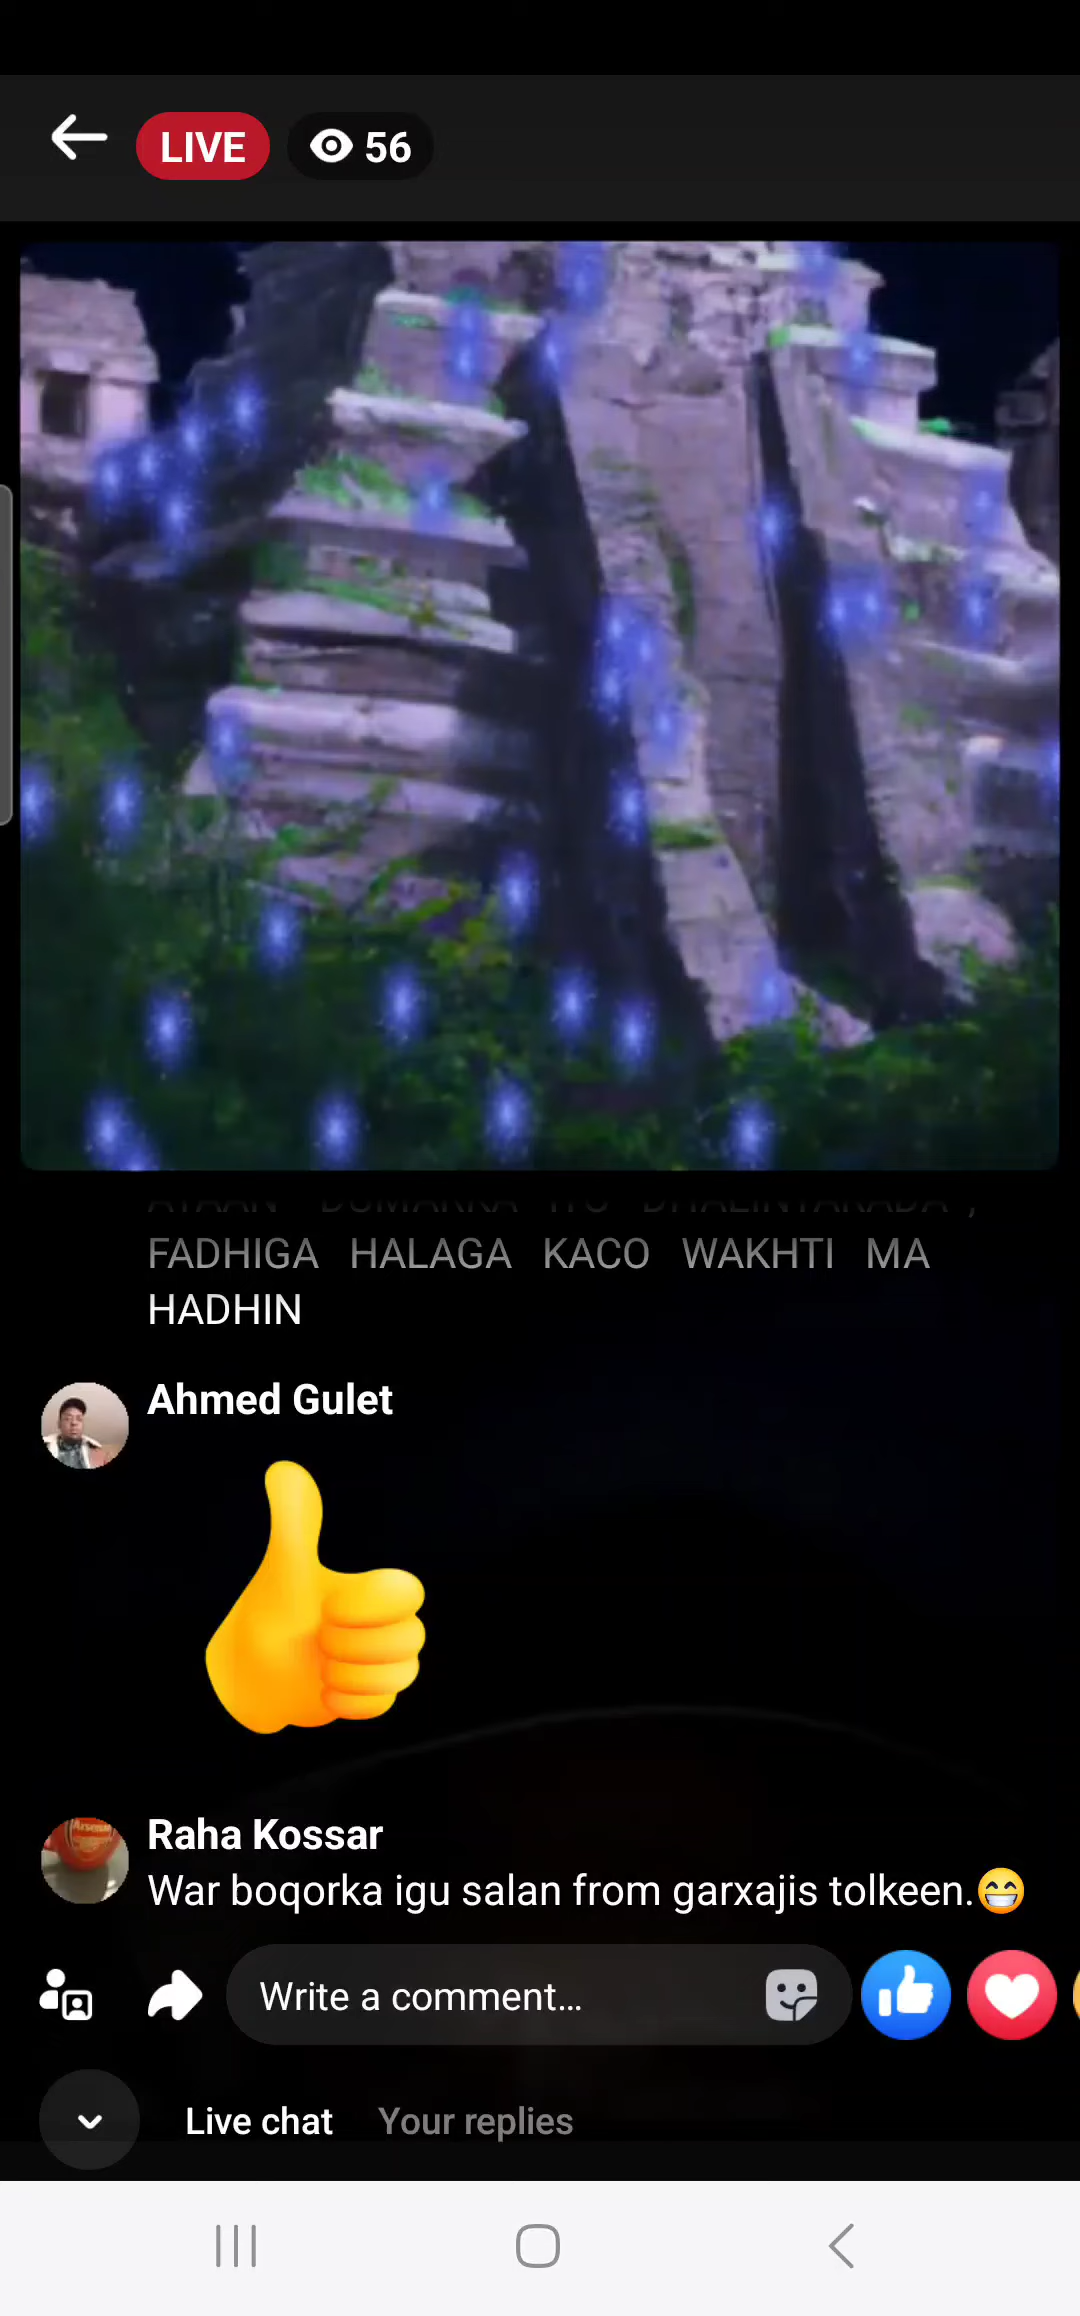 LIVE 56
FADHIGA HALAGA KACO WAKHTI MA
HADHIN
Ahmed Gulet
Raha Kossar
War boqorka igu salan from garxajis tolkeen.😁
Write a comment...
Live chat Your replies